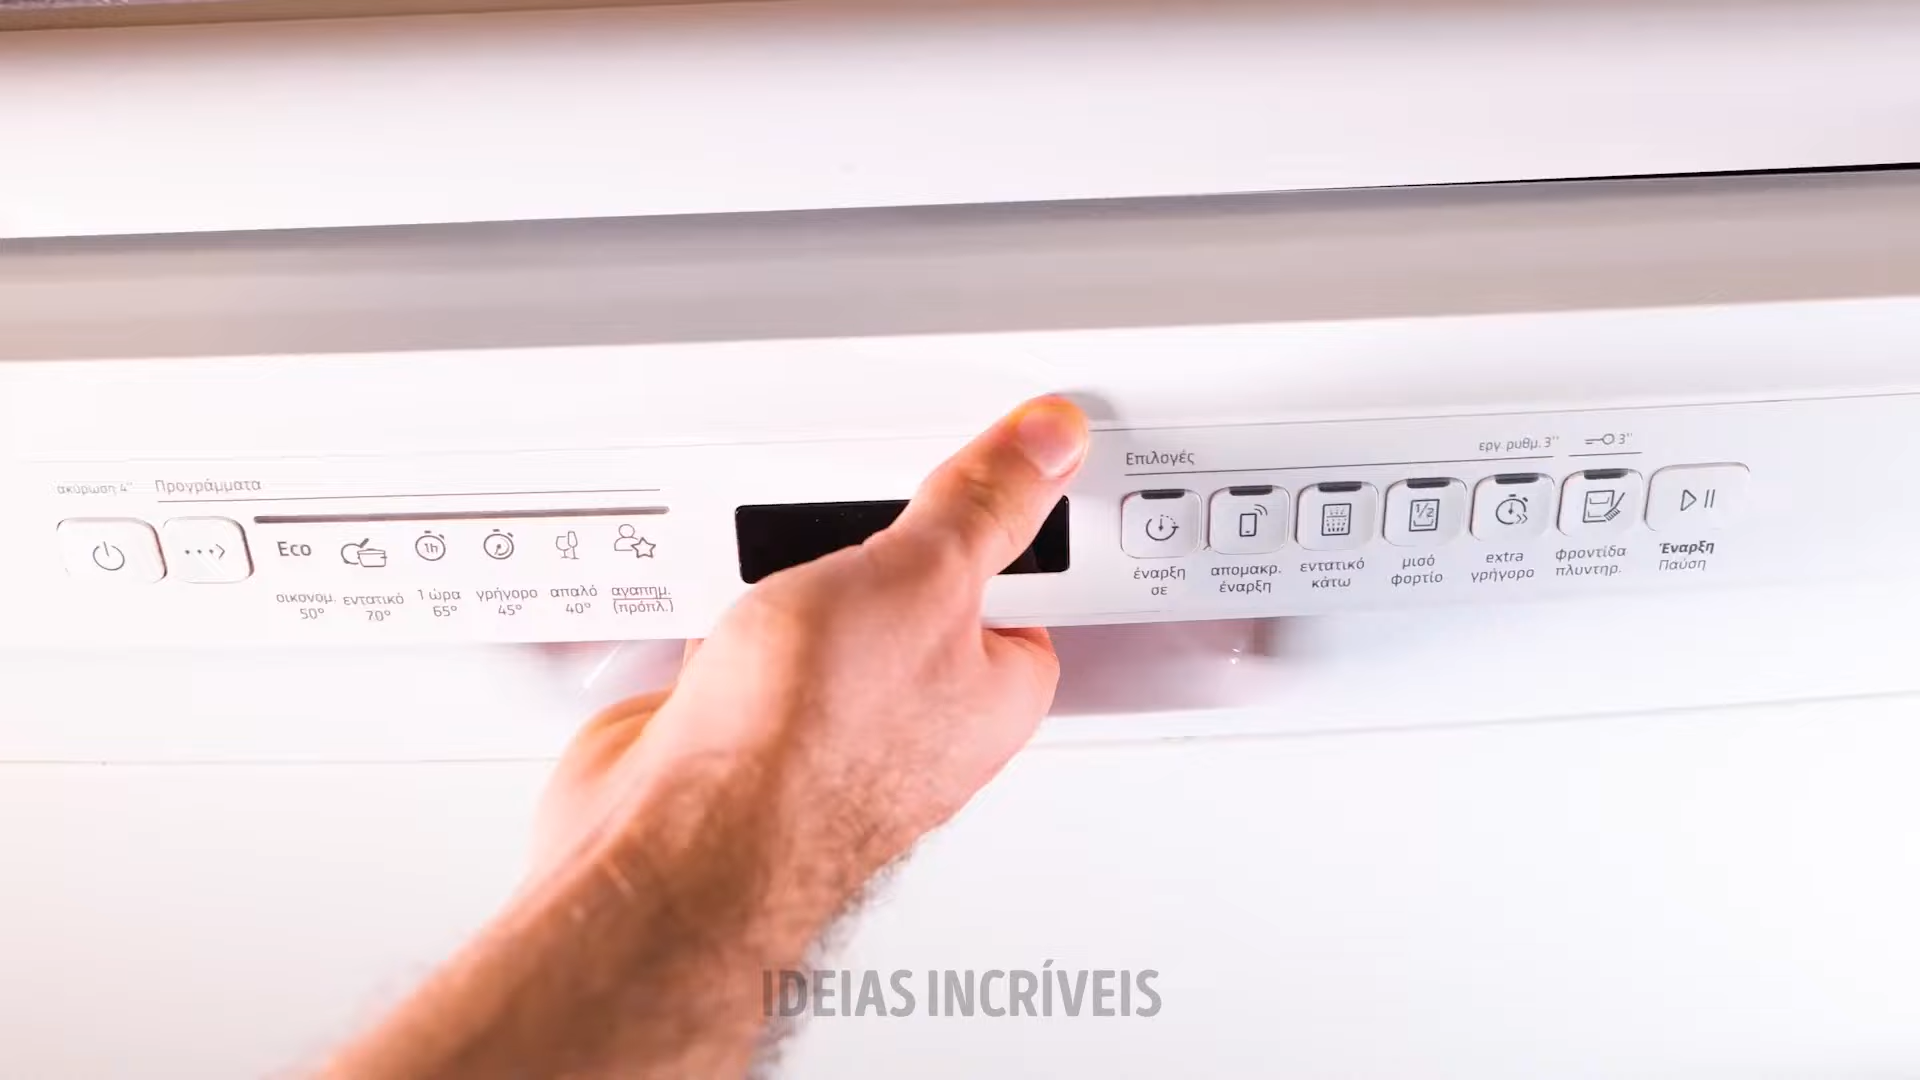 ακύρωση 4'' Προγράμματα
Eco
1h
οικονομ. 50°
εντατικό 70°
1 ώρα 65°
γρήγορο 45°
απαλό 40°
αγαπημ. (πρόπλ.)
Επιλογές
εργ. ρυθμ. 3'' 3''
1/2
έναρξη σε
απομακρ. έναρξη
εντατικό κάτω
μισό φορτίο
extra γρήγορο
φροντίδα πλυντηρ.
Έναρξη Παύση
IDEIAS INCRÍVEIS